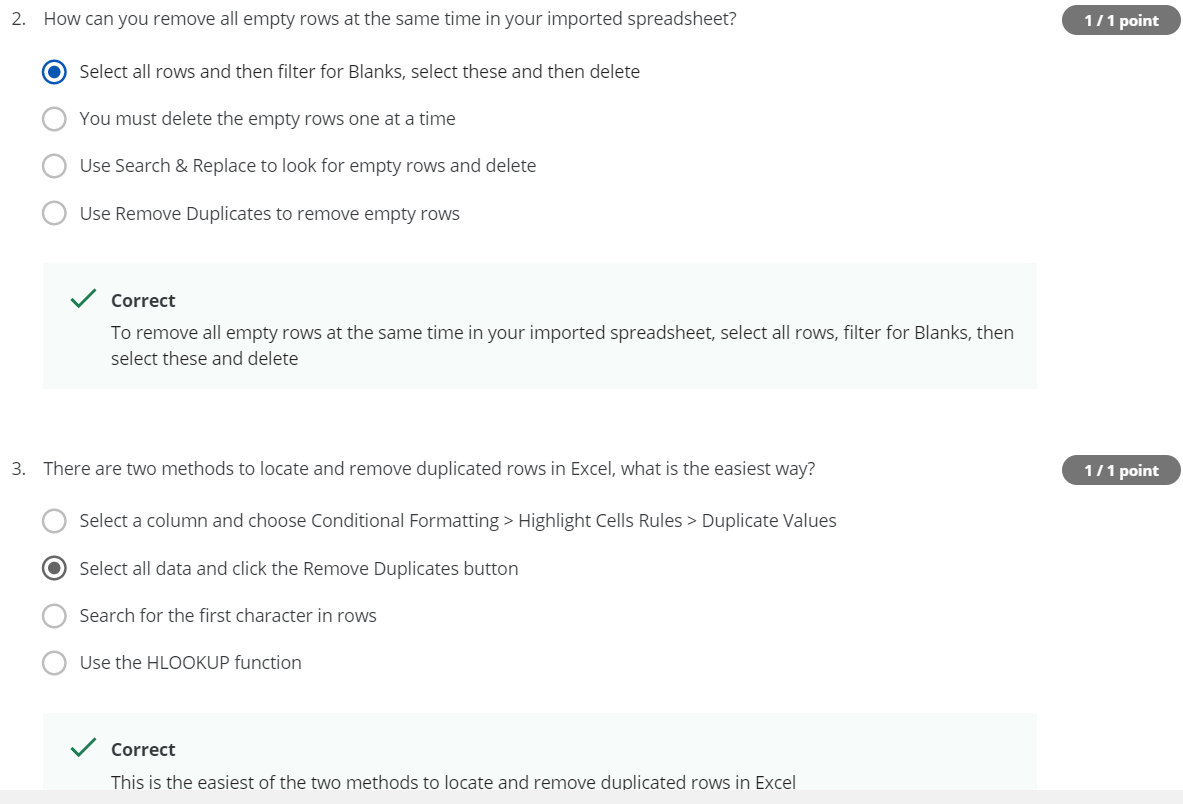 2. How can you remove all empty rows at the same time in your imported spreadsheet?
1 / 1 point
Select all rows and then filter for Blanks, select these and then delete
You must delete the empty rows one at a time
Use Search & Replace to look for empty rows and delete
Use Remove Duplicates to remove empty rows
Correct
To remove all empty rows at the same time in your imported spreadsheet, select all rows, filter for Blanks, then
select these and delete
3. There are two methods to locate and remove duplicated rows in Excel, what is the easiest way?
1 / 1 point
Select a column and choose Conditional Formatting > Highlight Cells Rules > Duplicate Values
Select all data and click the Remove Duplicates button
Search for the first character in rows
Use the HLOOKUP function
Correct
This is the easiest of the two methods to locate and remove duplicated rows in Excel